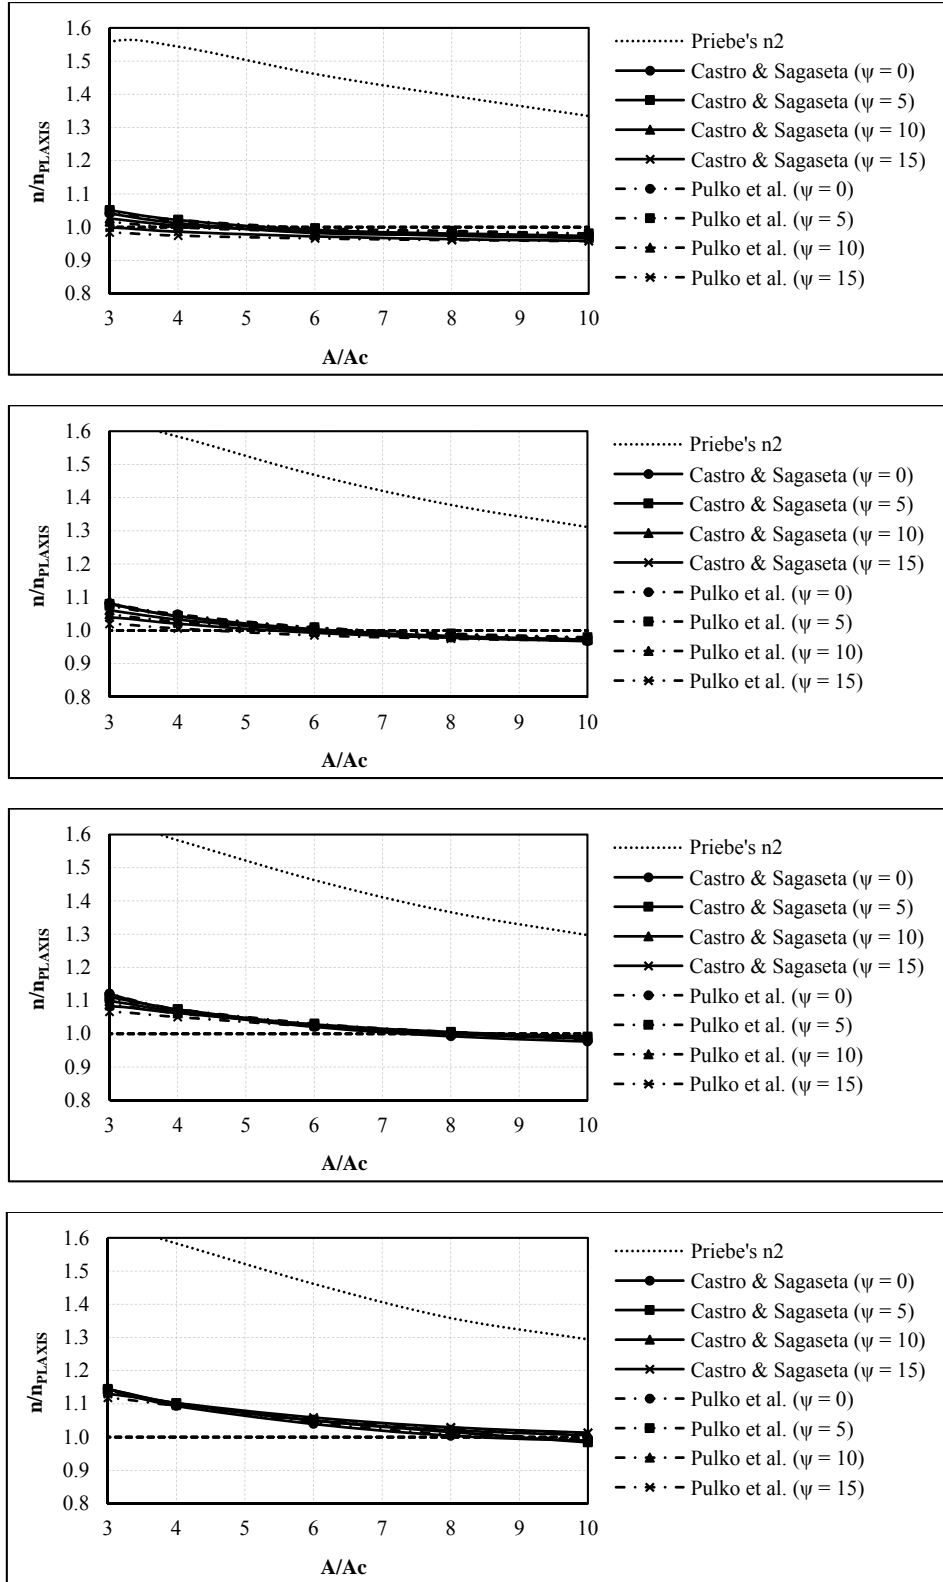 1.6
1.5
1.4
1.3
1.2
1.1
1.0
0.9
0.8
n/nPLAXIS
3 4 5 6 7 8 9 10
A/Ac
Priebe's n2
Castro & Sagaseta (ψ = 0)
Castro & Sagaseta (ψ = 5)
Castro & Sagaseta (ψ = 10)
Castro & Sagaseta (ψ = 15)
Pulko et al. (ψ = 0)
Pulko et al. (ψ = 5)
Pulko et al. (ψ = 10)
Pulko et al. (ψ = 15)
1.6
1.5
1.4
1.3
1.2
1.1
1.0
0.9
0.8
n/nPLAXIS
3 4 5 6 7 8 9 10
A/Ac
Priebe's n2
Castro & Sagaseta (ψ = 0)
Castro & Sagaseta (ψ = 5)
Castro & Sagaseta (ψ = 10)
Castro & Sagaseta (ψ = 15)
Pulko et al. (ψ = 0)
Pulko et al. (ψ = 5)
Pulko et al. (ψ = 10)
Pulko et al. (ψ = 15)
1.6
1.5
1.4
1.3
1.2
1.1
1.0
0.9
0.8
n/nPLAXIS
3 4 5 6 7 8 9 10
A/Ac
Priebe's n2
Castro & Sagaseta (ψ = 0)
Castro & Sagaseta (ψ = 5)
Castro & Sagaseta (ψ = 10)
Castro & Sagaseta (ψ = 15)
Pulko et al. (ψ = 0)
Pulko et al. (ψ = 5)
Pulko et al. (ψ = 10)
Pulko et al. (ψ = 15)
1.6
1.5
1.4
1.3
1.2
1.1
1.0
0.9
0.8
n/nPLAXIS
3 4 5 6 7 8 9 10
A/Ac
Priebe's n2
Castro & Sagaseta (ψ = 0)
Castro & Sagaseta (ψ = 5)
Castro & Sagaseta (ψ = 10)
Castro & Sagaseta (ψ = 15)
Pulko et al. (ψ = 0)
Pulko et al. (ψ = 5)
Pulko et al. (ψ = 10)
Pulko et al. (ψ = 15)